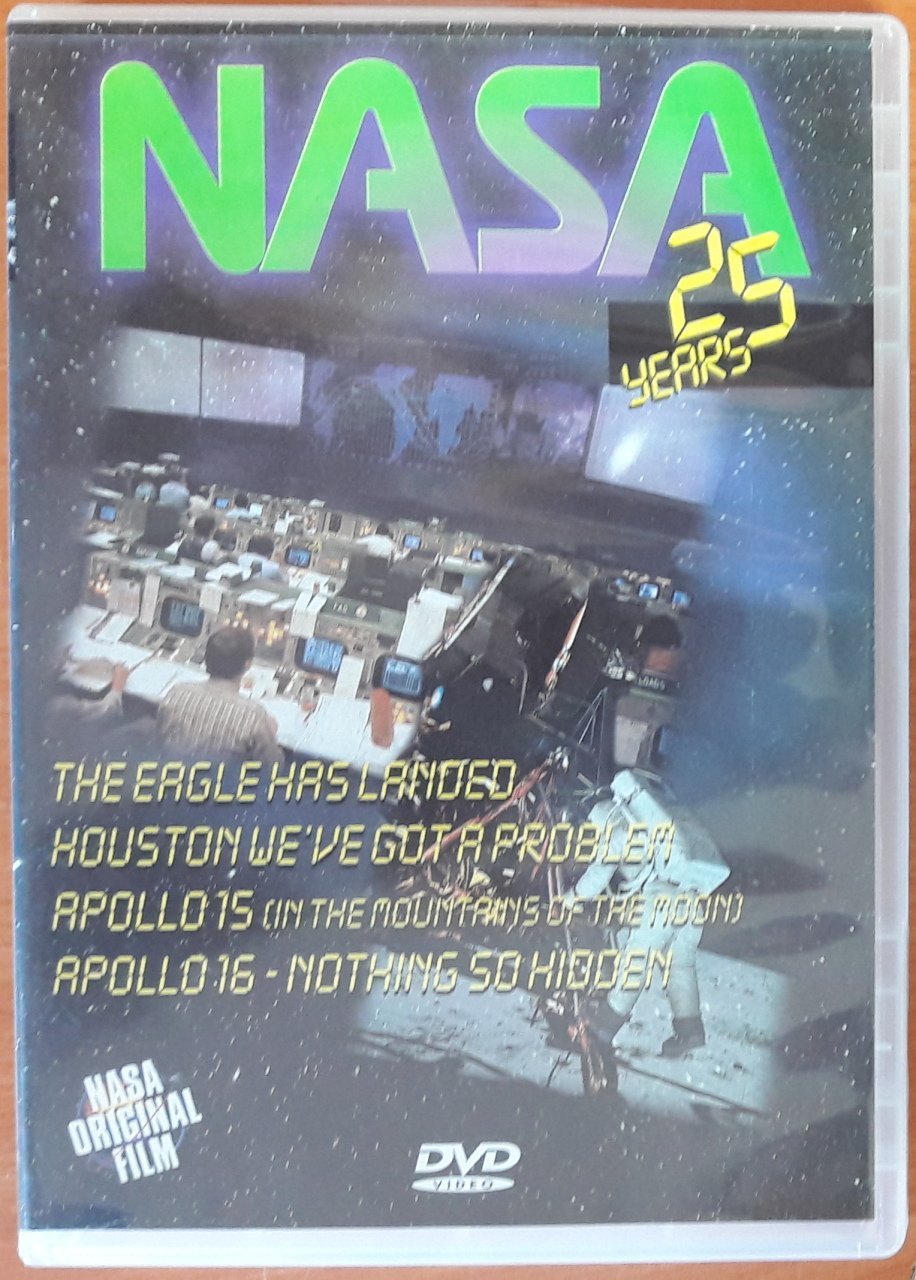 NASA
25
YEARS
THE EAGLE HAS LANDED
HOUSTON WE'VE GOT A PROBLEM
APOLLO 15 (IN THE MOUNTAINS OF THE MOON)
APOLLO 16 - NOTHING SO HIDDEN
NASA
ORIGINAL
FILM
DVD
VIDEO